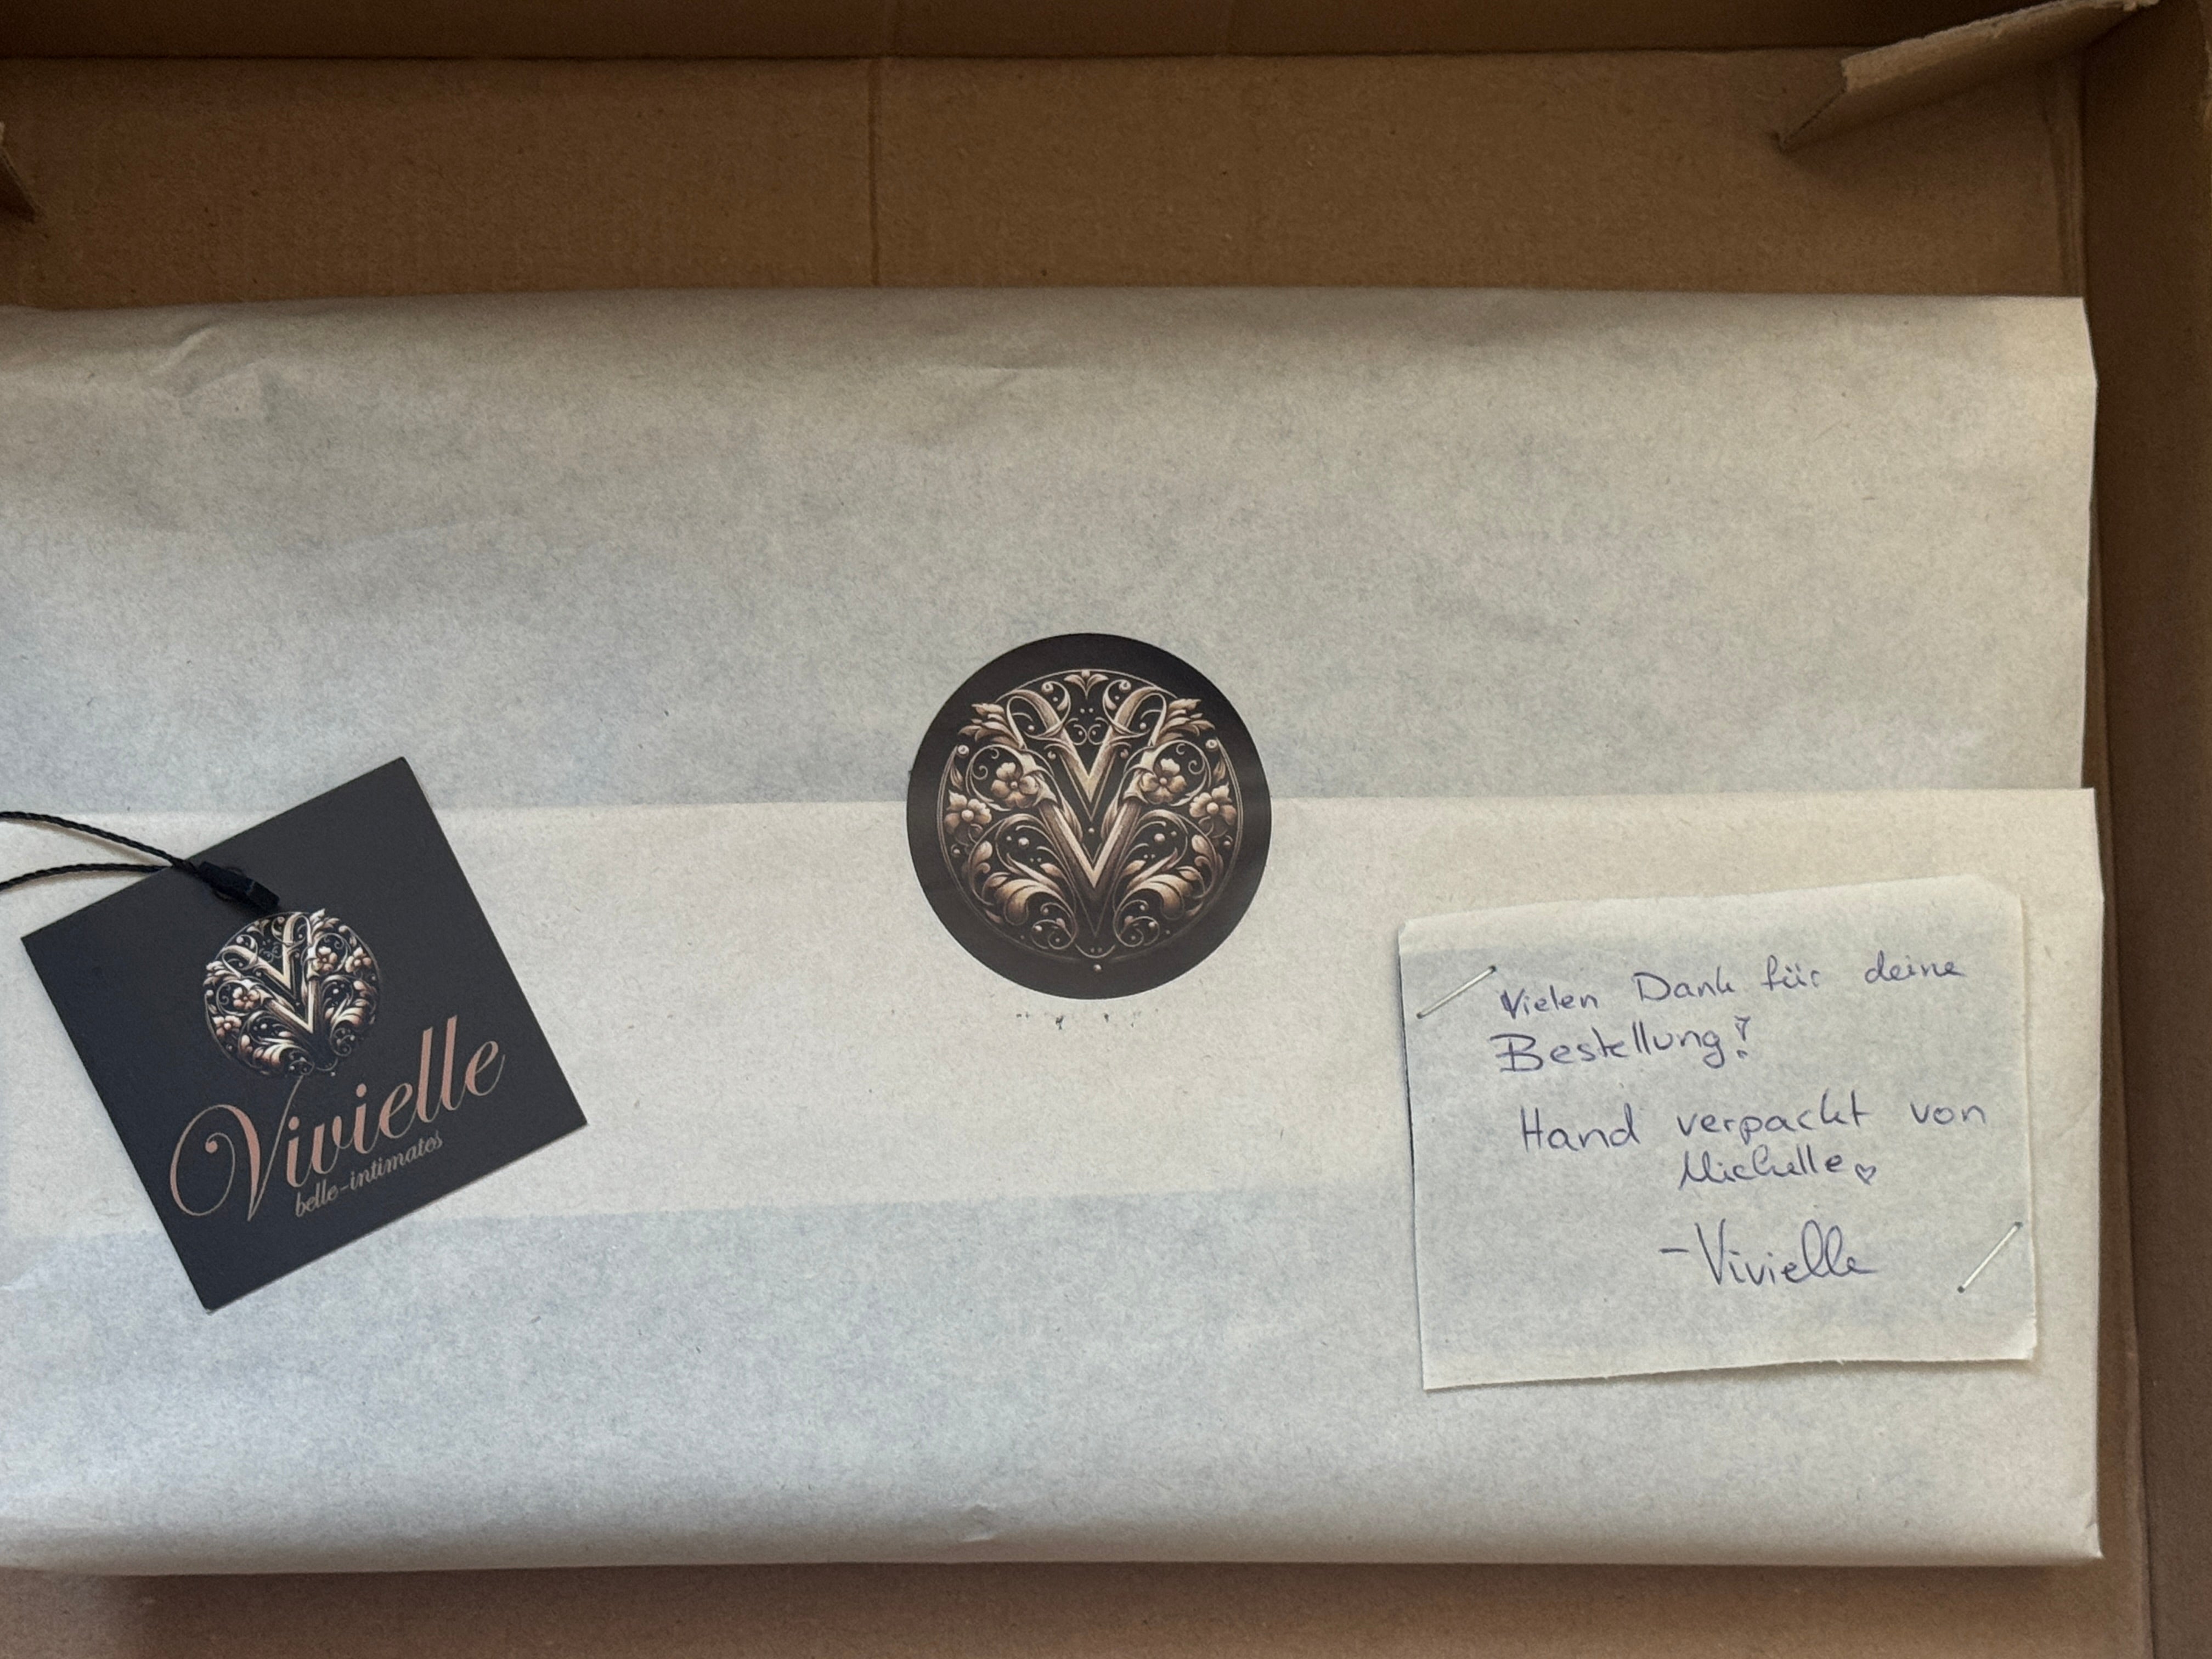 Vivielle
belle-intimates
Vielen Dank für deine
Bestellung!
Hand verpackt von
Michelle♡
-Vivielle